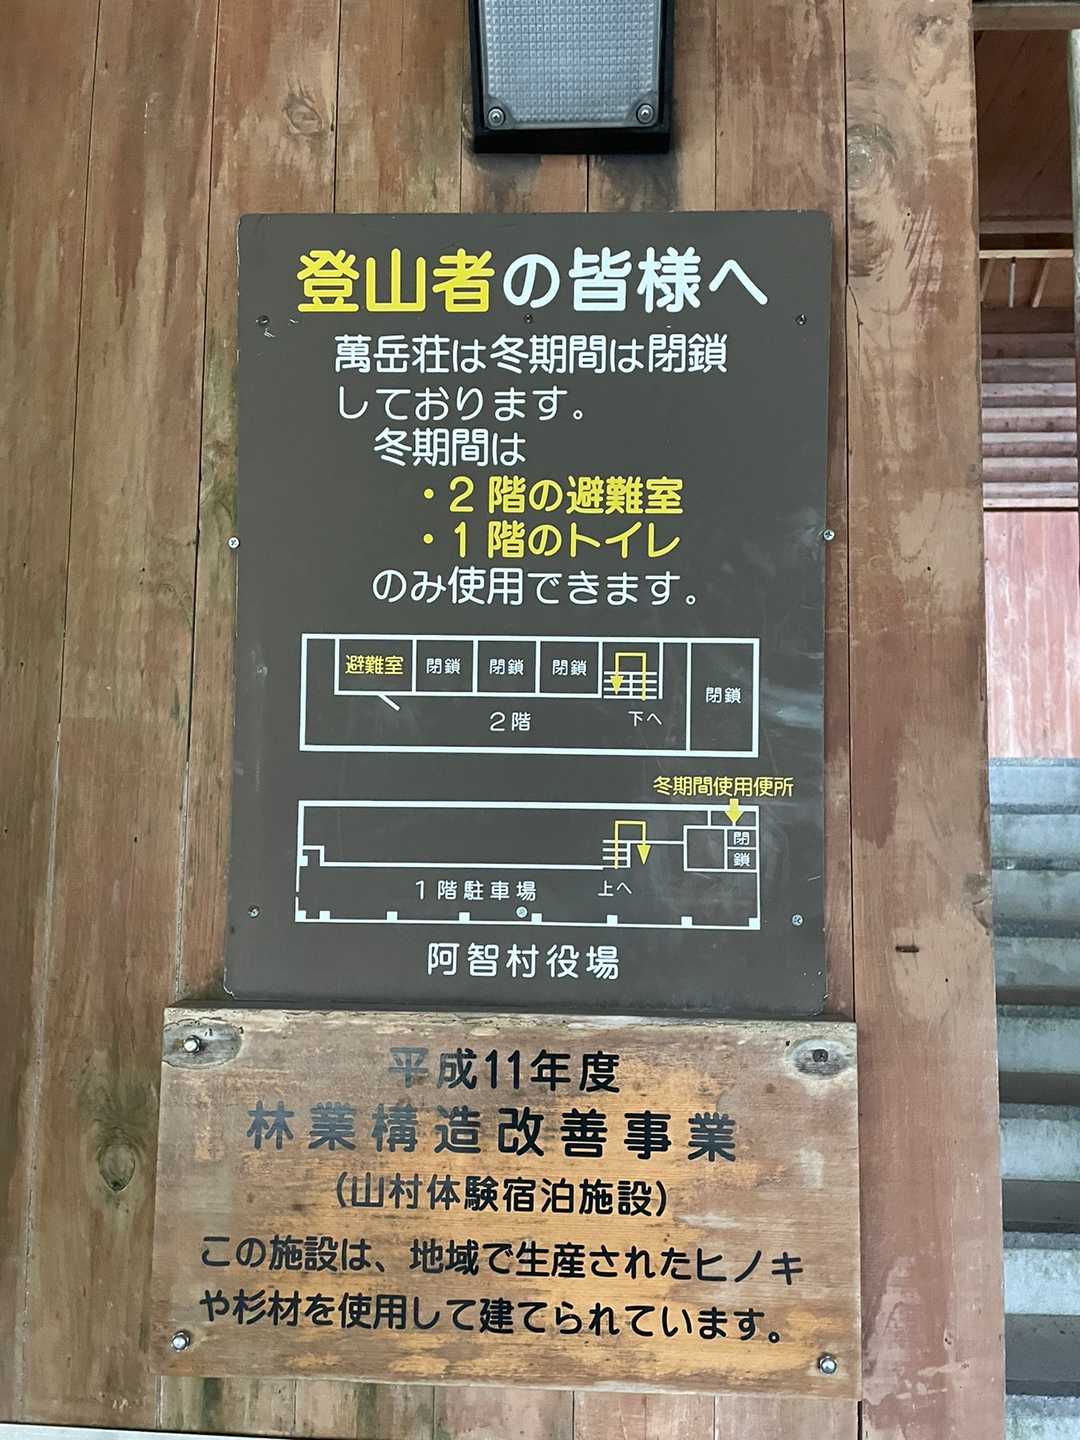 登山者の皆様へ
萬岳荘は冬期間は閉鎖
しております。
冬期間は
・2階の避難室
・1階のトイレ
のみ使用できます。
避難室 閉鎖 閉鎖 閉鎖
閉鎖
2階 下へ
冬期間使用便所
閉
鎖
1階駐車場 上へ
阿智村役場
平成11年度
林業構造改善事業
(山村体験宿泊施設)
この施設は、地域で生産されたヒノキ
や杉材を使用して建てられています。